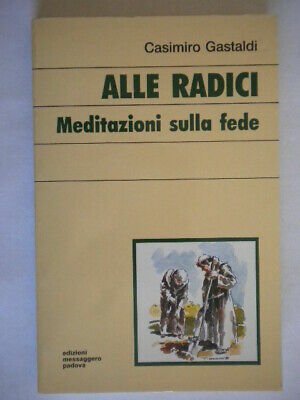 Casimiro Gastaldi
ALLE RADICI
Meditazioni sulla fede
edizioni
messaggero
padova